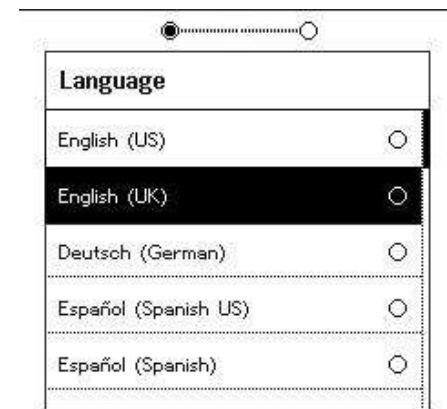 Language
English (US)
English (UK)
Deutsch (German)
Español (Spanish US)
Español (Spanish)